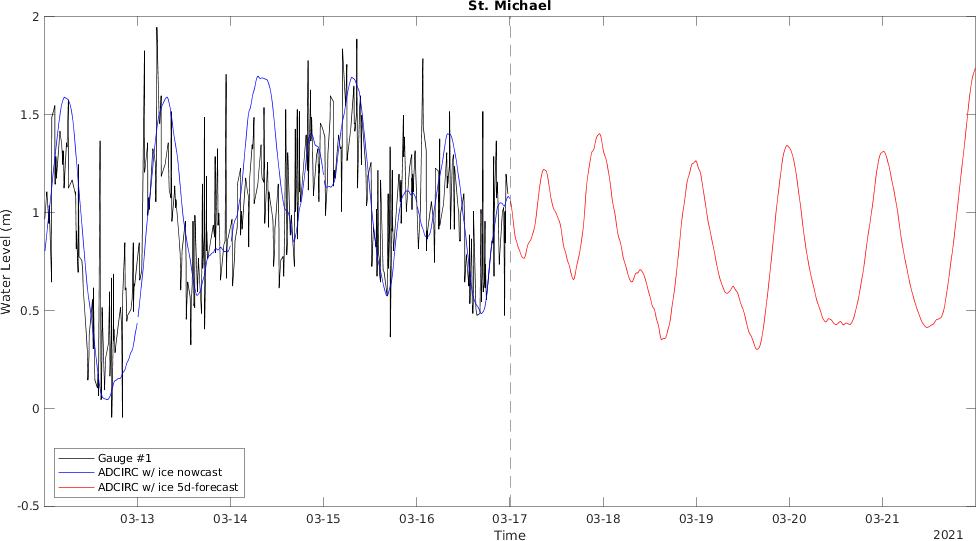 St. Michael
2
1.5
1
0.5
0
-0.5
Water Level (m)
Gauge #1
ADCIRC w/ ice nowcast
ADCIRC w/ ice 5d-forecast
03-13 03-14 03-15 03-16 03-17 03-18 03-19 03-20 03-21
Time
2021